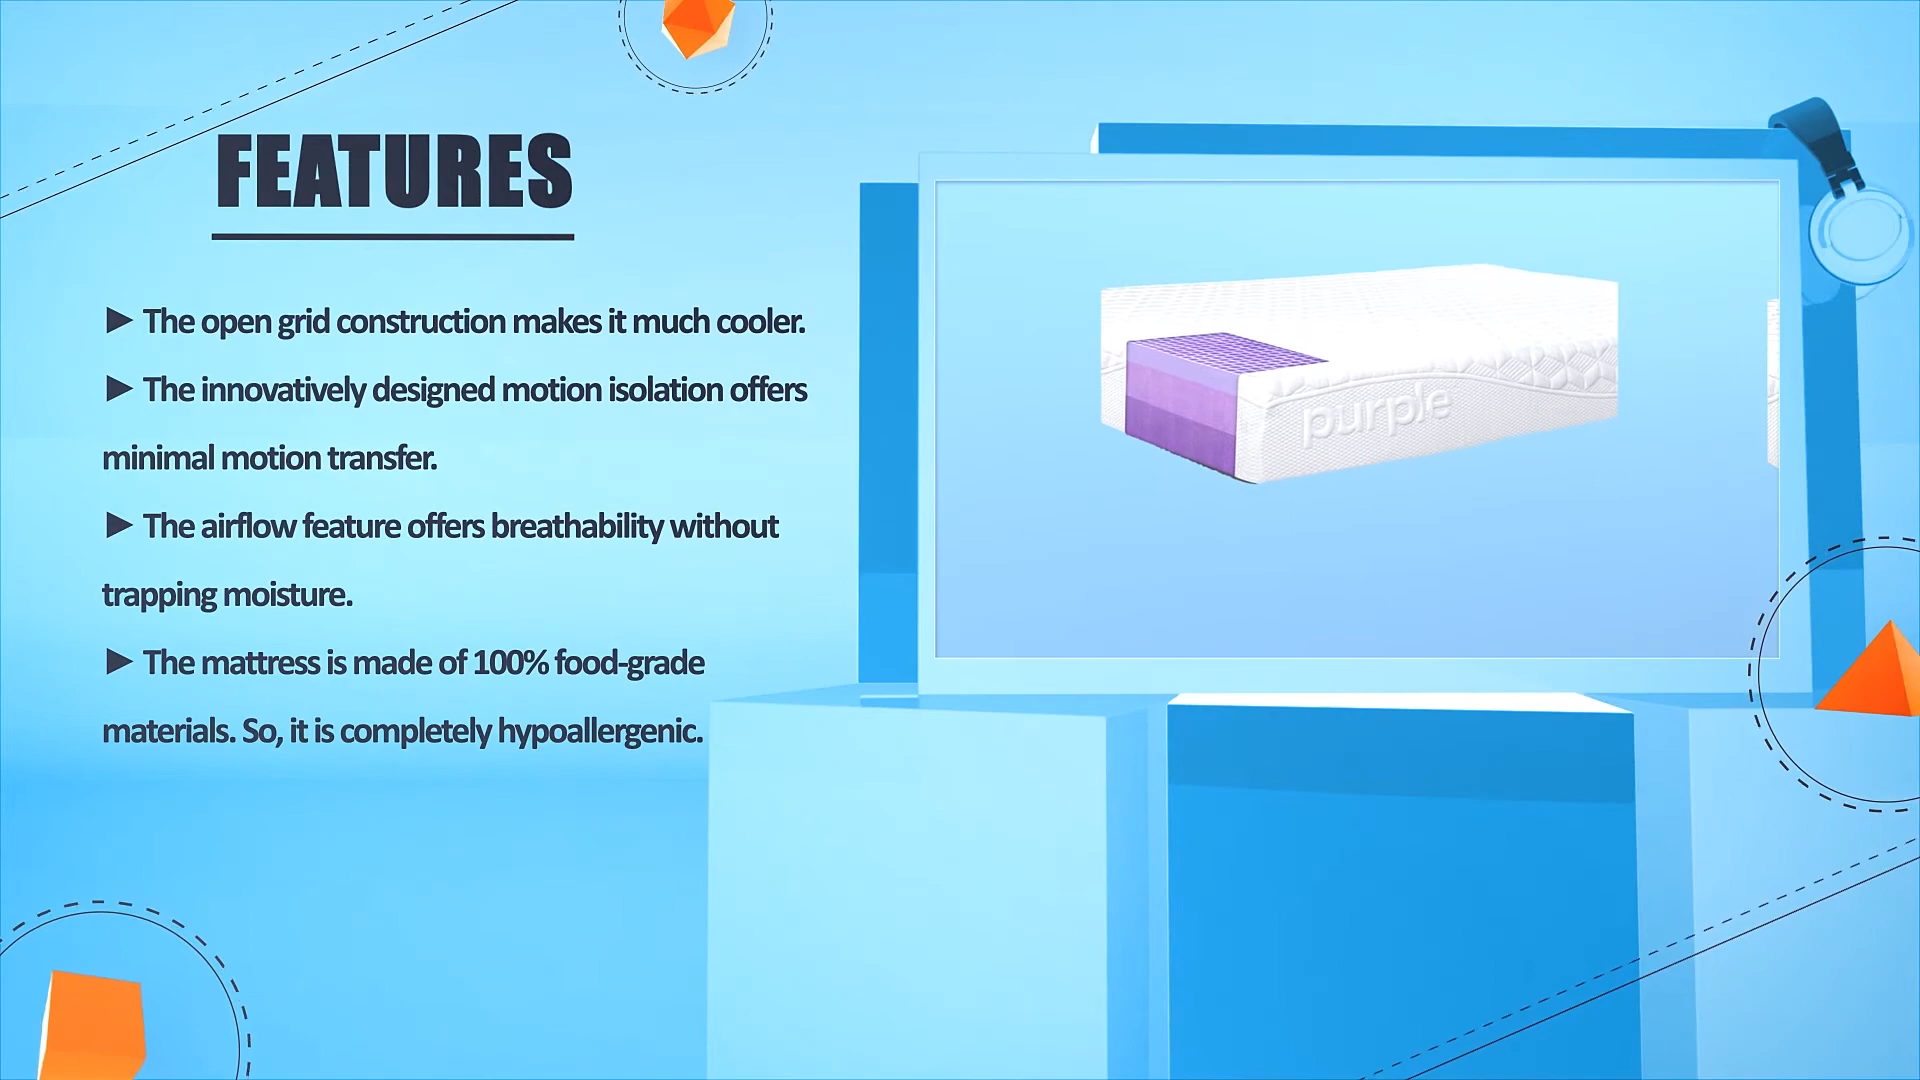 FEATURES
► The open grid construction makes it much cooler.
► The innovatively designed motion isolation offers
minimal motion transfer.
► The airflow feature offers breathability without
trapping moisture.
► The mattress is made of 100% food-grade
materials. So, it is completely hypoallergenic.
purple